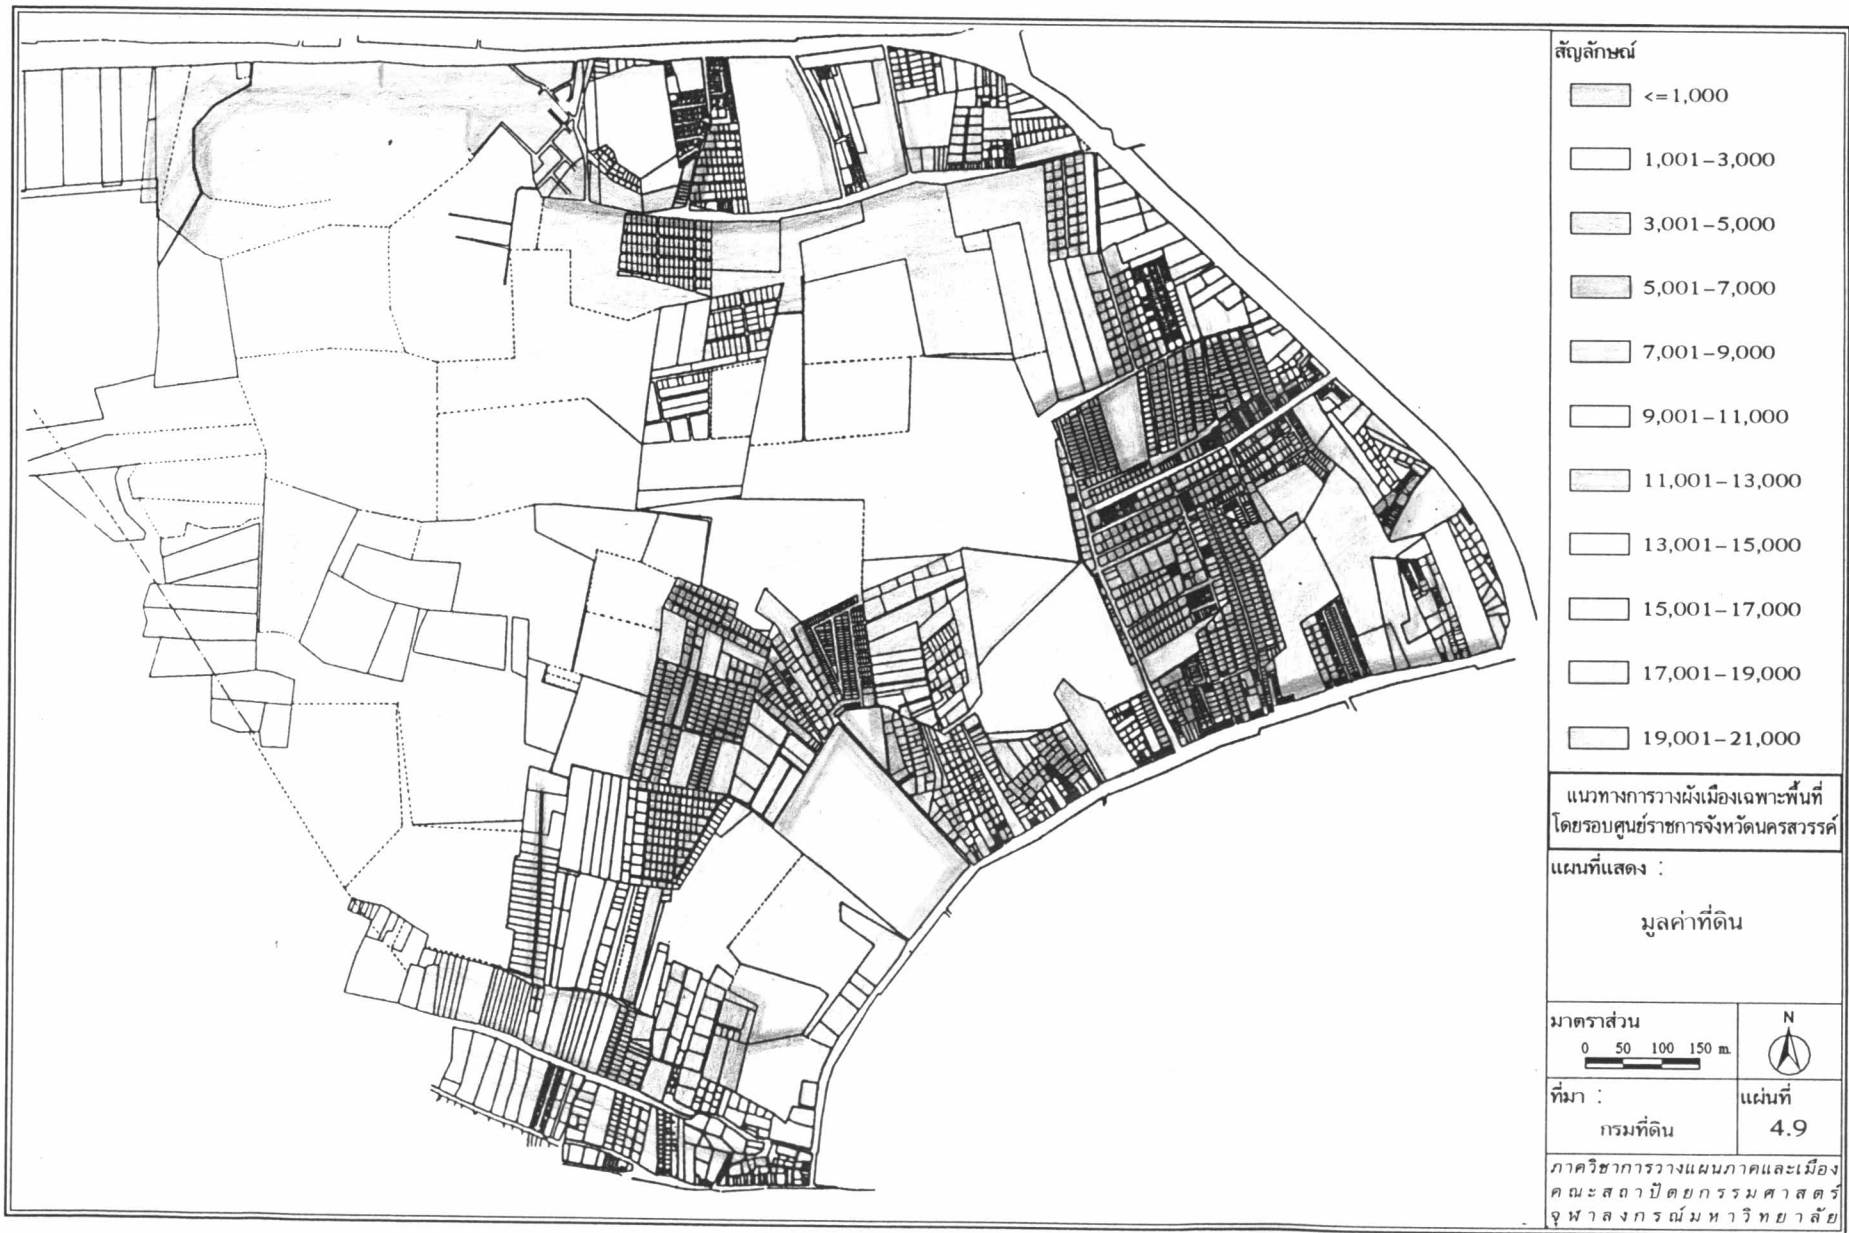 สัญลักษณ์
<=1,000
1,001-3,000
3,001-5,000
5,001-7,000
7,001-9,000
9,001-11,000
11,001-13,000
13,001-15,000
15,001-17,000
17,001-19,000
19,001-21,000
แนวทางการวางผังเมืองเฉพาะพื้นที่
โดยรอบศูนย์ราชการจังหวัดนครสวรรค์
แผนที่แสดง :
มูลค่าที่ดิน
มาตราส่วน
0 50 100 150 m.
N
ที่มา :
กรมที่ดิน
แผ่นที่
4.9
ภาควิชาการวางแผนภาคและเมือง
คณะสถาปัตยกรรมศาสตร์
จุฬาลงกรณ์มหาวิทยาลัย